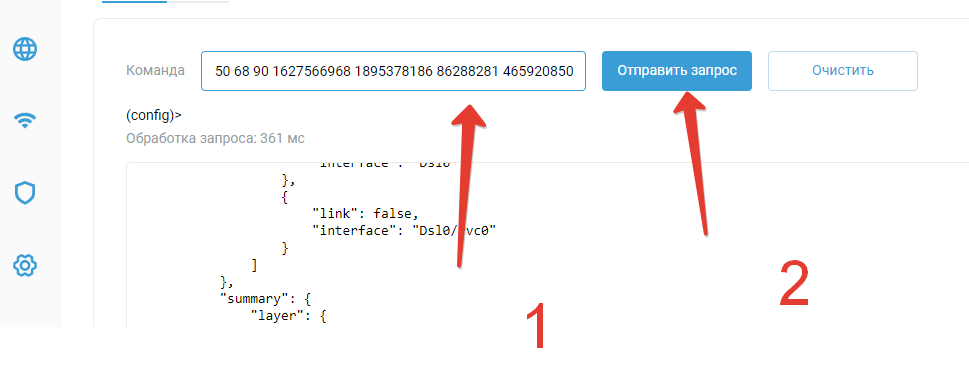 Команда
50 68 90 1627566968 1895378186 86288281 465920850
Отправить запрос
Очистить
(config)>
Обработка запроса: 361 мс
"interface": "Dsl0"
},
{
"link": false,
"interface": "Dsl0/
vc0"
}
]
},
"summary": {
"layer": {
1
2